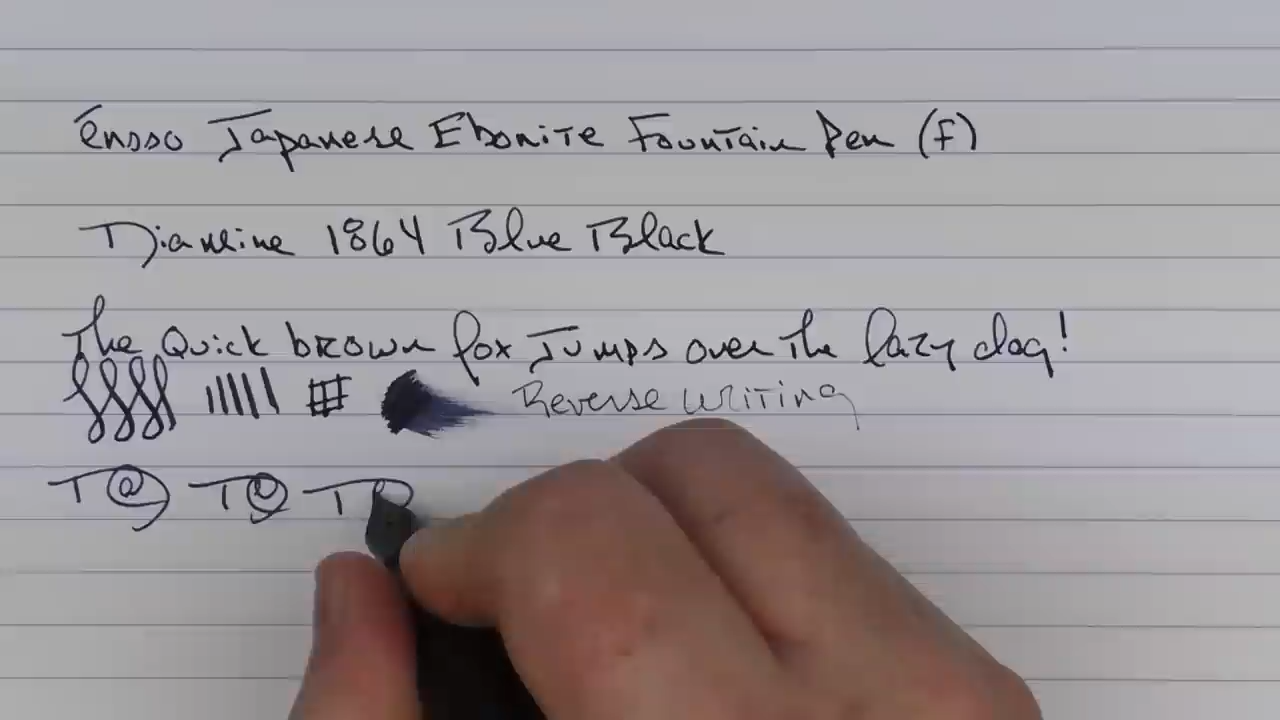 Ensso Japanese Ebonite Fountain Pen (F)
Diamine 1864 Blue Black
The Quick brown fox Jumps over The lazy dog!
Reverse Writing